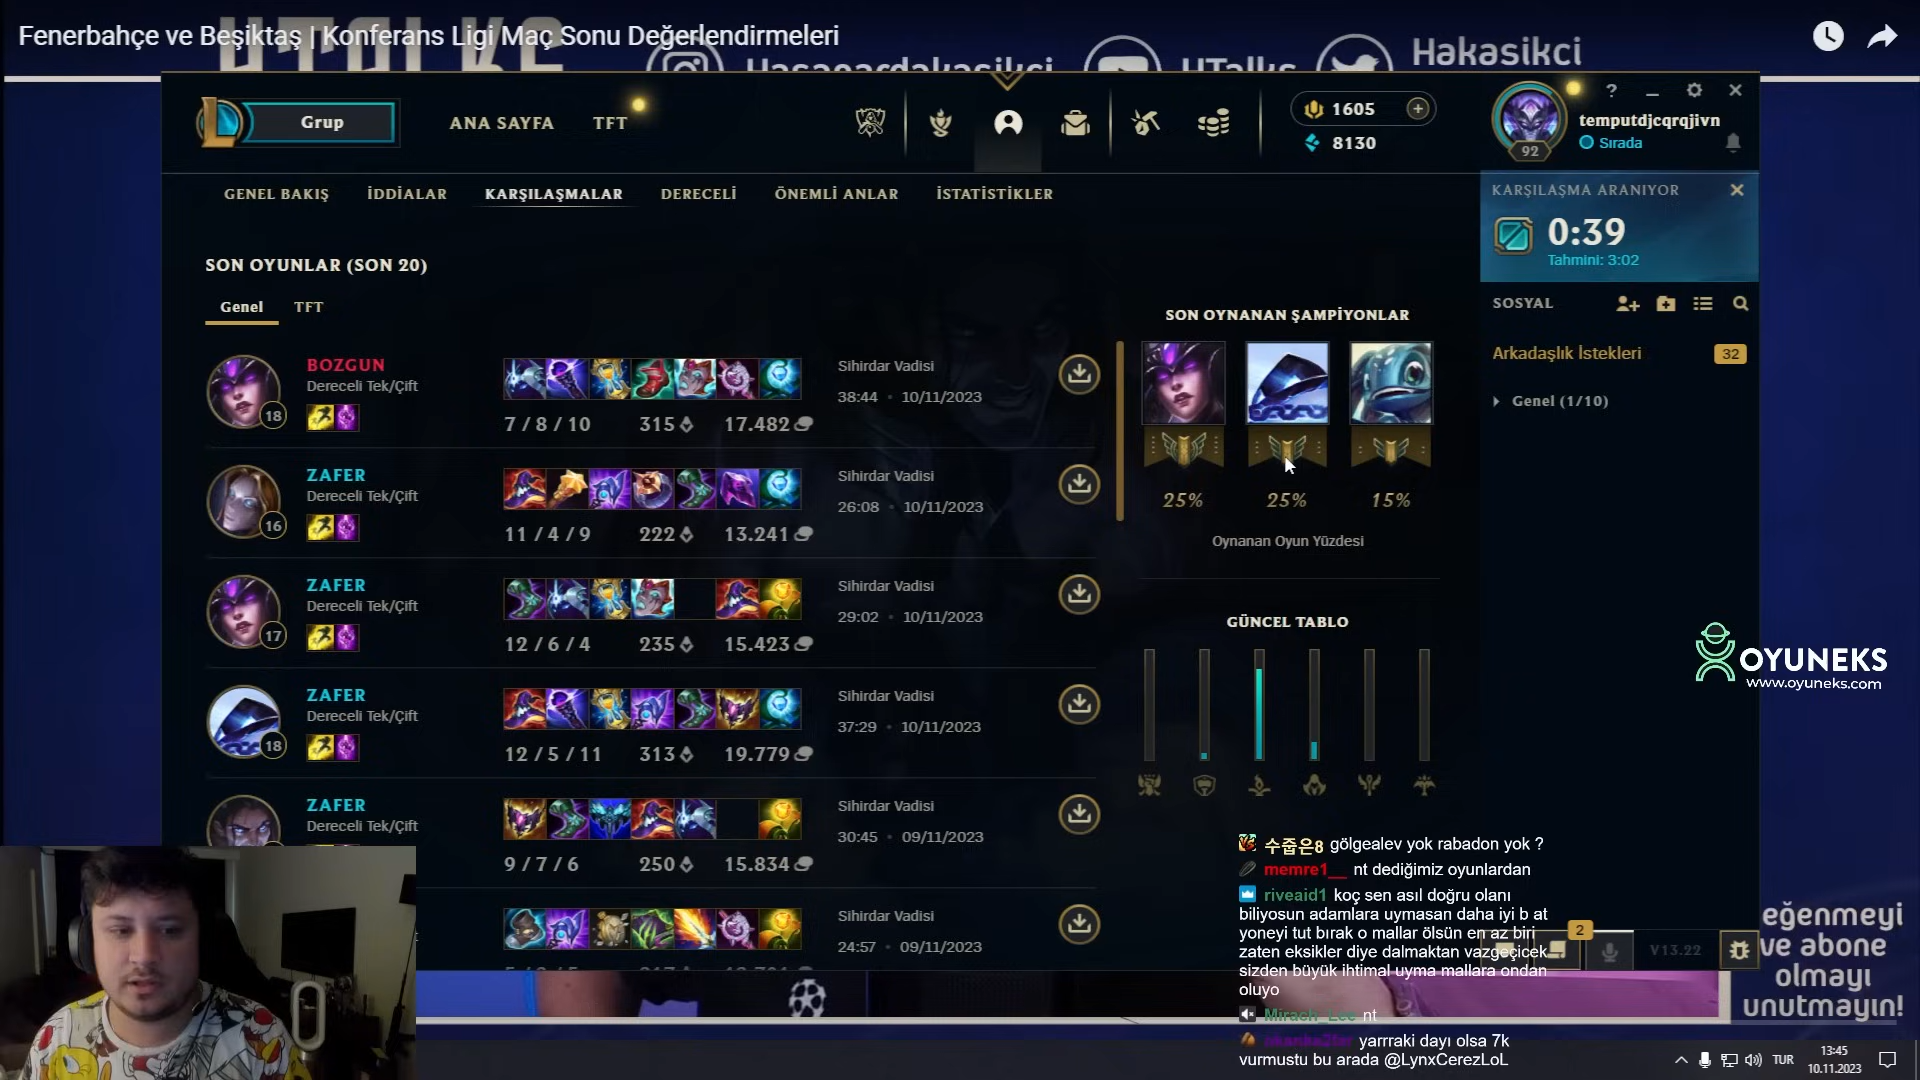 Fenerbahçe ve Beşiktaş | Konferans Ligi Maç Sonu Değerlendirmeleri
Hakasikci
Grup
ANA SAYFA
TFT
1605
8130
92
temputdjcqrqjivn
Sırada
GENEL BAKIŞ
İDDİALAR
KARŞILAŞMALAR
DERECELİ
ÖNEMLİ ANLAR
İSTATİSTİKLER
KARŞILAŞMA ARANIYOR
0:39
Tahmini: 3:02
SOSYAL
Arkadaşlık İstekleri
32
Genel (1/10)
SON OYUNLAR (SON 20)
Genel
TFT
BOZGUN
Dereceli Tek/Çift
18
7 / 8 / 10
315
17.482
Sihirdar Vadisi
38:44 • 10/11/2023
ZAFER
Dereceli Tek/Çift
16
11 / 4 / 9
222
13.241
Sihirdar Vadisi
26:08 • 10/11/2023
ZAFER
Dereceli Tek/Çift
17
12 / 6 / 4
235
15.423
Sihirdar Vadisi
29:02 • 10/11/2023
ZAFER
Dereceli Tek/Çift
18
12 / 5 / 11
313
19.779
Sihirdar Vadisi
37:29 • 10/11/2023
ZAFER
Dereceli Tek/Çift
9 / 7 / 6
250
15.834
Sihirdar Vadisi
30:45 • 09/11/2023
Sihirdar Vadisi
24:57 • 09/11/2023
SON OYNANAN ŞAMPİYONLAR
25%
25%
15%
Oynanan Oyun Yüzdesi
GÜNCEL TABLO
OYUNEKS
www.oyuneks.com
수줍은8 gölgealev yok rabadon yok ?
memre1__ nt dediğimiz oyunlardan
riveaid1 koç sen asıl doğru olanı
biliyosun adamlara uymasan daha iyi b at
yoneyi tut bırak o mallar ölsün en az biri
zaten eksikler diye dalmaktan vazgeçicek
sizden büyük ihtimal uyma mallara ondan
oluyo
Mirach_Lee nt
yarrraki dayı olsa 7k
vurmustu bu arada @LynxCerezLoL
2
V13.22
eğenmeyi
ve abone
olmayı
unutmayın!
TUR
13:45
10.11.2023